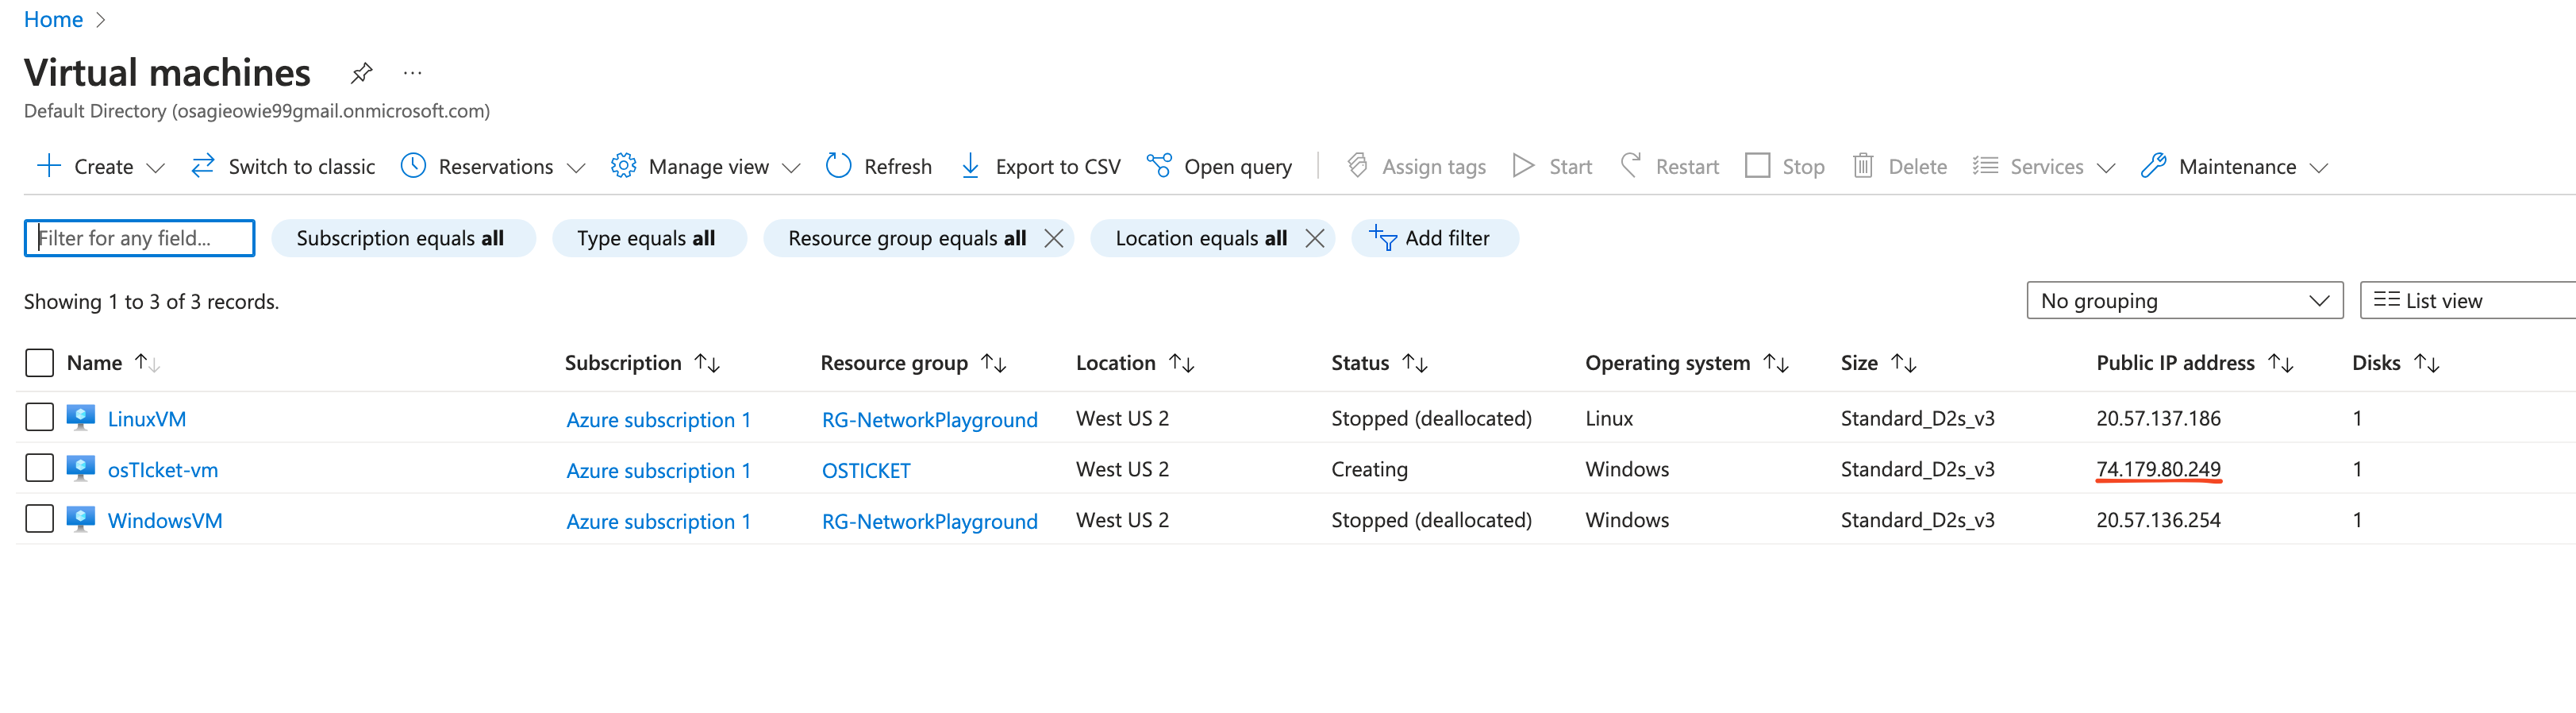 Home
Virtual machines
Default Directory (osagieowie99gmail.onmicrosoft.com)
Create Switch to classic Reservations Manage view Refresh Export to CSV Open query Assign tags Start Restart Stop Delete Services Maintenance
Filter for any field... Subscription equals all Type equals all Resource group equals all Location equals all Add filter
Showing 1 to 3 of 3 records. No grouping List view
Name Subscription Resource group Location Status Operating system Size Public IP address Disks
LinuxVM Azure subscription 1 RG-NetworkPlayground West US 2 Stopped (deallocated) Linux Standard_D2s_v3 20.57.137.186 1
osTIcket-vm Azure subscription 1 OSTICKET West US 2 Creating Windows Standard_D2s_v3 74.179.80.249 1
WindowsVM Azure subscription 1 RG-NetworkPlayground West US 2 Stopped (deallocated) Windows Standard_D2s_v3 20.57.136.254 1